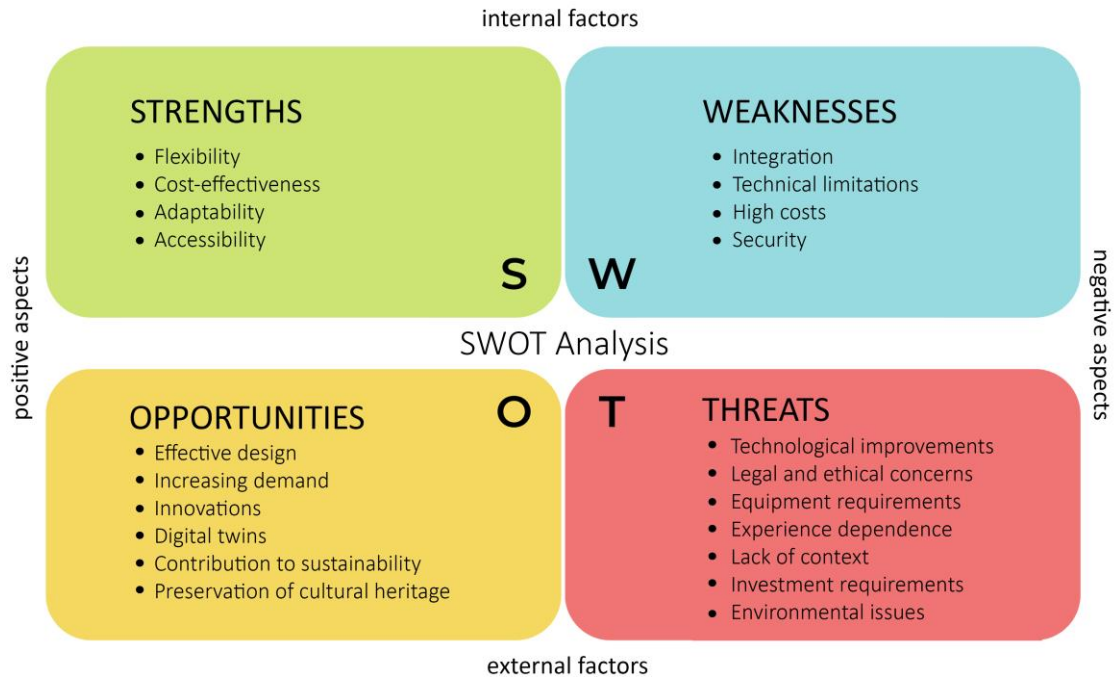 internal factors
STRENGTHS
• Flexibility
• Cost-effectiveness
• Adaptability
• Accessibility
S
WEAKNESSES
• Integration
• Technical limitations
• High costs
• Security
W
positive aspects
negative aspects
SWOT Analysis
OPPORTUNITIES
• Effective design
• Increasing demand
• Innovations
• Digital twins
• Contribution to sustainability
• Preservation of cultural heritage
O
T
THREATS
• Technological improvements
• Legal and ethical concerns
• Equipment requirements
• Experience dependence
• Lack of context
• Investment requirements
• Environmental issues
external factors